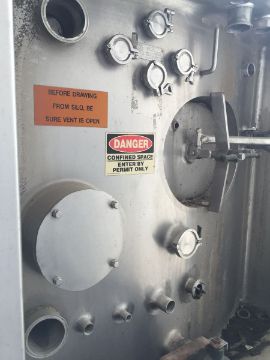 BEFORE DRAWING
FROM SILO, BE
SURE VENT IS OPEN
DANGER
CONFINED SPACE
ENTER BY
PERMIT ONLY